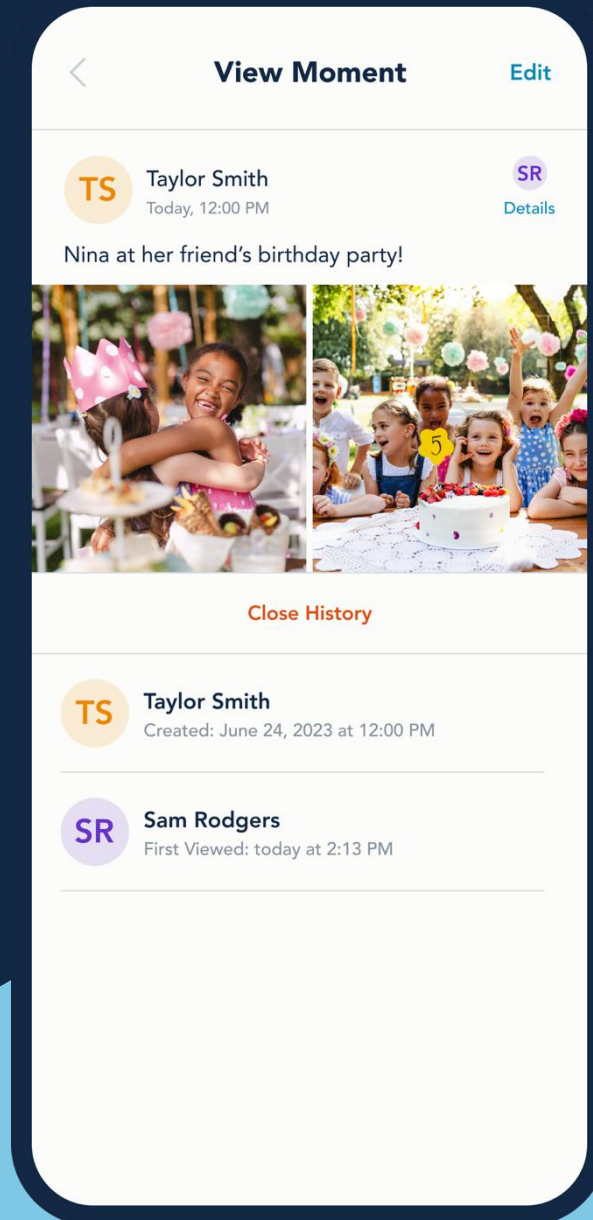 View Moment
Edit
TS
Taylor Smith
Today, 12:00 PM
SR
Details
Nina at her friend’s birthday party!
5
Close History
TS
Taylor Smith
Created: June 24, 2023 at 12:00 PM
SR
Sam Rodgers
First Viewed: today at 2:13 PM